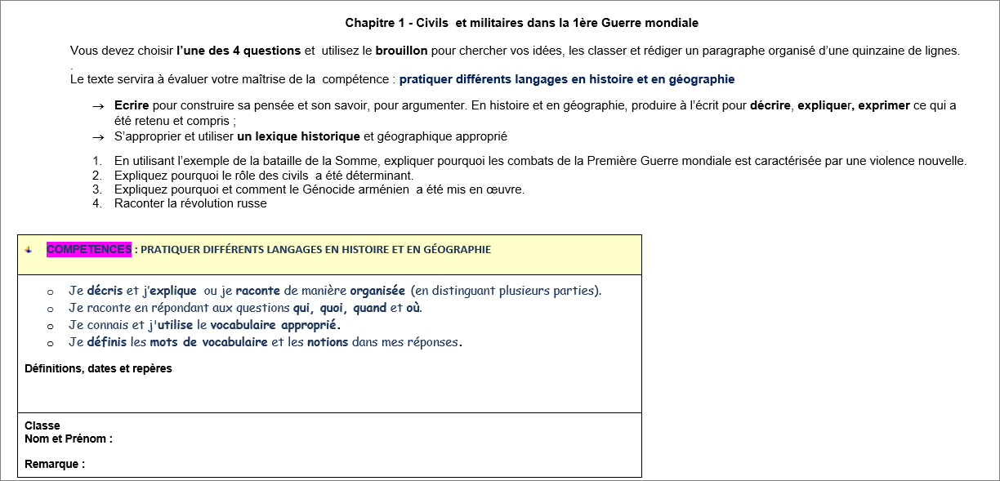 Chapitre 1 - Civils et militaires dans la 1ère Guerre mondiale
Vous devez choisir l'une des 4 questions et utilisez le brouillon pour chercher vos idées, les classer et rédiger un paragraphe organisé d'une quinzaine de lignes.
.
Le texte servira à évaluer votre maîtrise de la compétence : pratiquer différents langages en histoire et en géographie
→ Ecrire pour construire sa pensée et son savoir, pour argumenter. En histoire et en géographie, produire à l'écrit pour décrire, expliquer, exprimer ce qui a
été retenu et compris ;
→ S'approprier et utiliser un lexique historique et géographique approprié
1. En utilisant l'exemple de la bataille de la Somme, expliquer pourquoi les combats de la Première Guerre mondiale est caractérisée par une violence nouvelle.
2. Expliquez pourquoi le rôle des civils a été déterminant.
3. Expliquez pourquoi et comment le Génocide arménien a été mis en œuvre.
4. Raconter la révolution russe
COMPETENCES : PRATIQUER DIFFÉRENTS LANGAGES EN HISTOIRE ET EN GÉOGRAPHIE
o Je décris et j'explique ou je raconte de manière organisée (en distinguant plusieurs parties).
o Je raconte en répondant aux questions qui, quoi, quand et où.
o Je connais et j'utilise le vocabulaire approprié.
o Je définis les mots de vocabulaire et les notions dans mes réponses.
Définitions, dates et repères
Classe
Nom et Prénom :
Remarque :